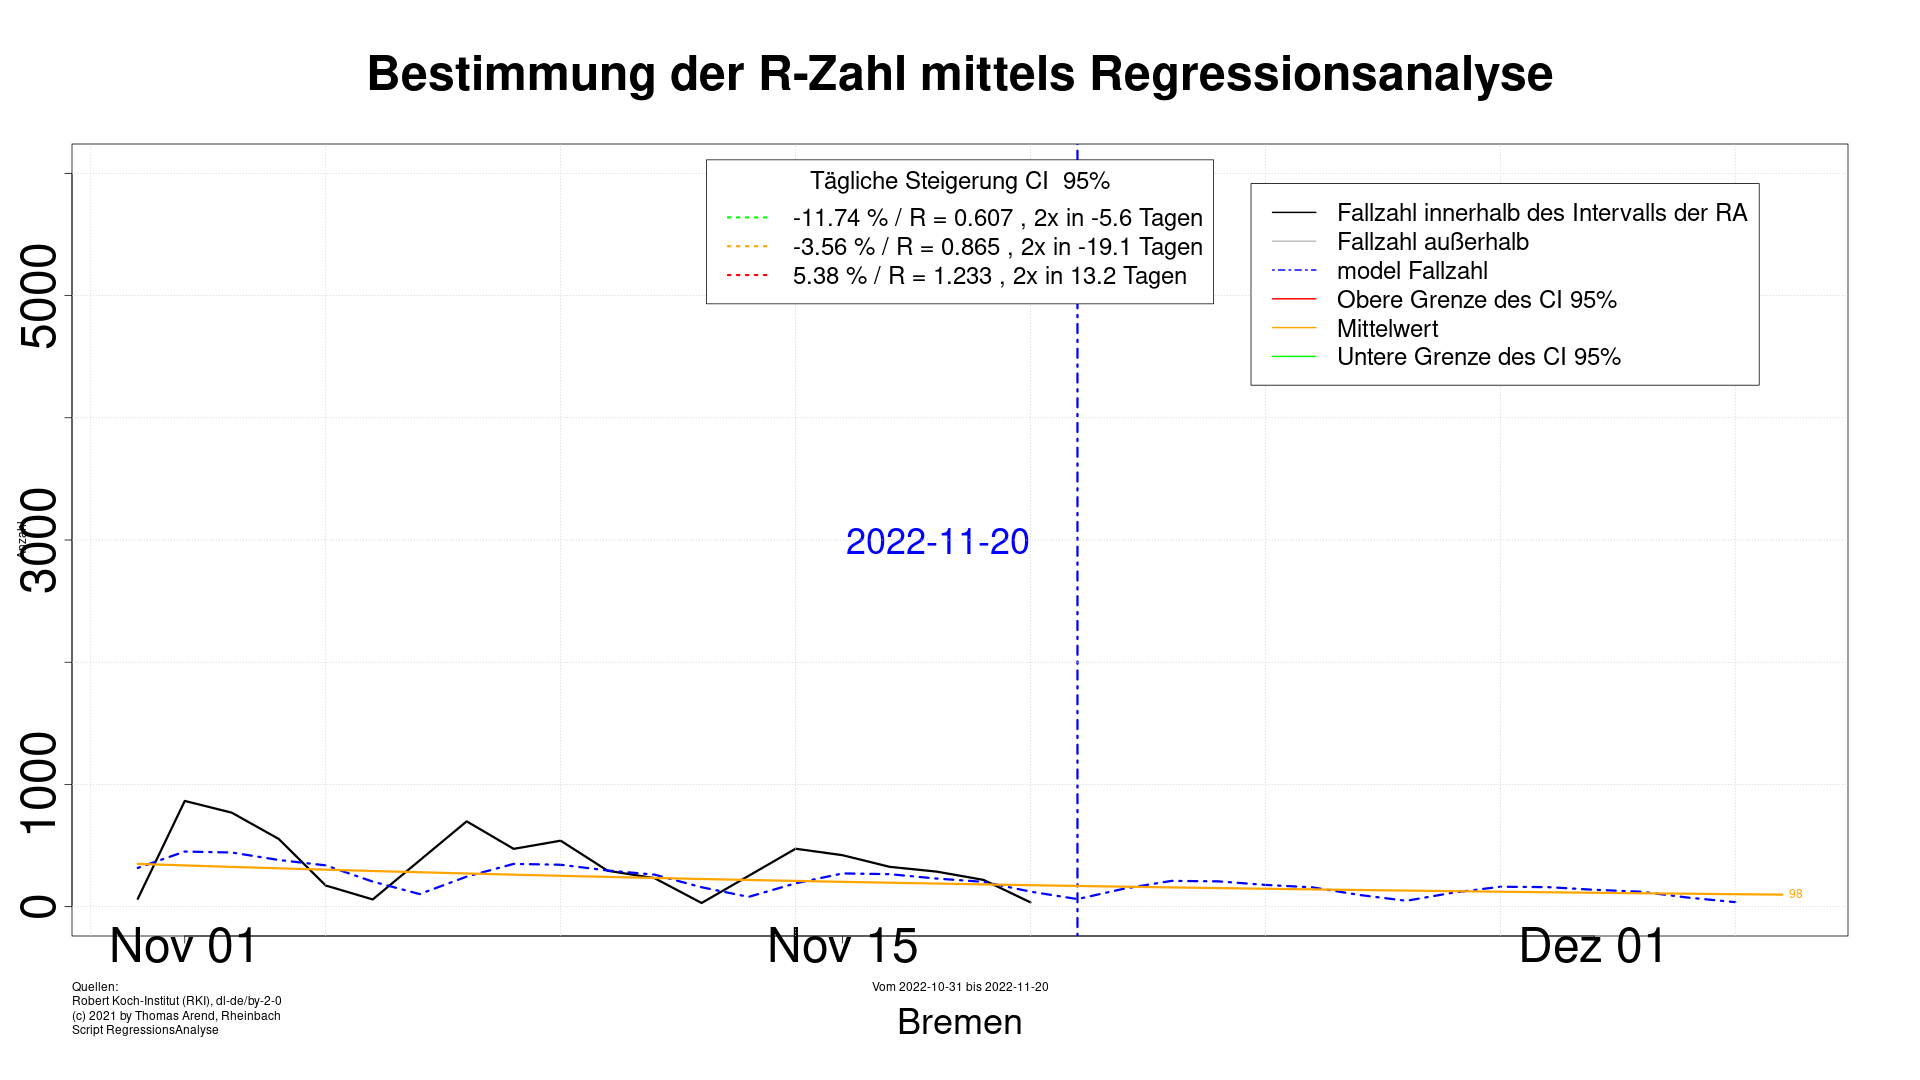 Bestimmung der R-Zahl mittels Regressionsanalyse
Tägliche Steigerung CI  95%
-11.74 % / R = 0.607 , 2x in -5.6 Tagen
-3.56 % / R = 0.865 , 2x in -19.1 Tagen
5.38 % / R = 1.233 , 2x in 13.2 Tagen
Fallzahl innerhalb des Intervalls der RA
Fallzahl außerhalb
model Fallzahl
Obere Grenze des CI 95%
Mittelwert
Untere Grenze des CI 95%
5000
3000
1000
0
Anzahl
2022-11-20
98
Nov 01
Nov 15
Dez 01
Quellen:
Robert Koch-Institut (RKI), dl-de/by-2-0
(c) 2021 by Thomas Arend, Rheinbach
Script RegressionsAnalyse
Vom 2022-10-31 bis 2022-11-20
Bremen